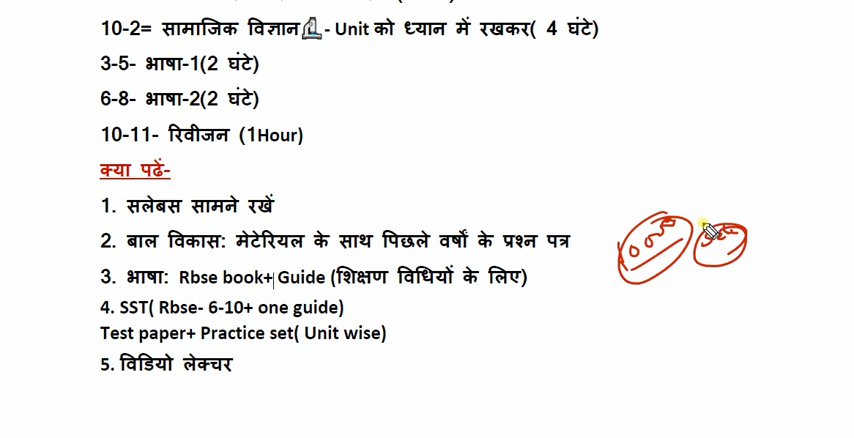 10-2= सामाजिक विज्ञान - Unit को ध्यान में रखकर( 4 घंटे)
3-5- भाषा-1(2 घंटे)
6-8- भाषा-2(2 घंटे)
10-11- रिवीजन (1Hour)
क्या पढें-
1. सलेबस सामने रखें
2. बाल विकास: मेटेरियल के साथ पिछले वर्षो के प्रश्न पत्र
3. भाषा: Rbse book+ Guide (शिक्षण विधियों के लिए)
4. SST( Rbse- 6-10+ one guide)
Test paper+ Practice set( Unit wise)
5. विडियो लेक्चर